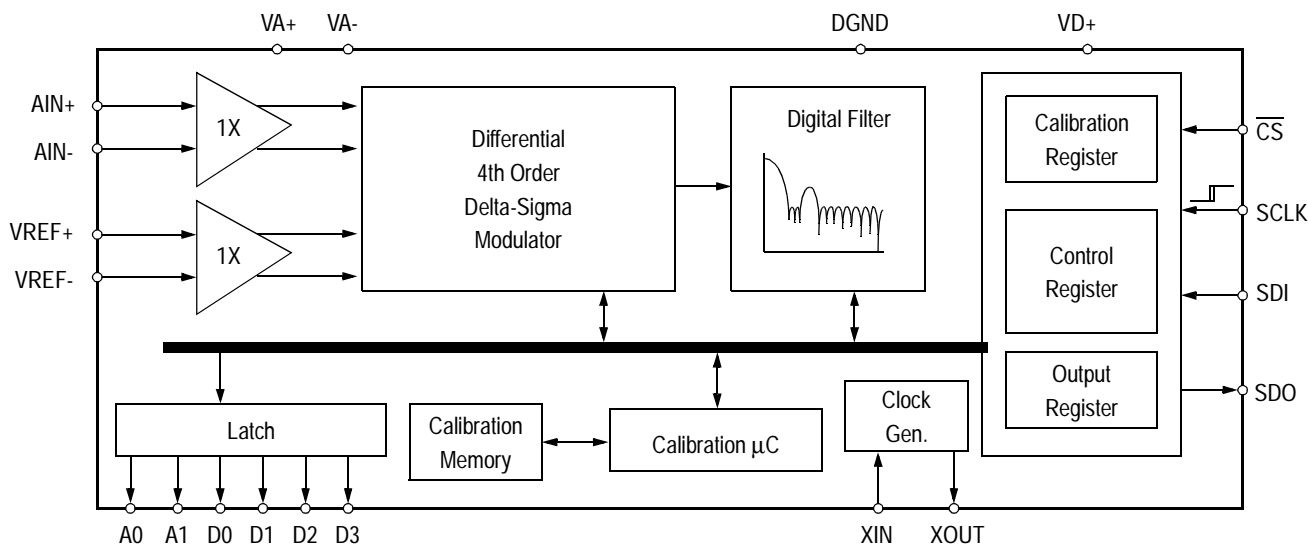 VA+ VA- DGND VD+
AIN+
AIN-
VREF+
VREF-
1X
1X
Differential
4th Order
Delta-Sigma
Modulator
Digital Filter
Calibration
Register
Control
Register
Output
Register
CS
SCLK
SDI
SDO
Latch
Calibration
Memory
Calibration µC
Clock
Gen.
A0 A1 D0 D1 D2 D3 XIN XOUT